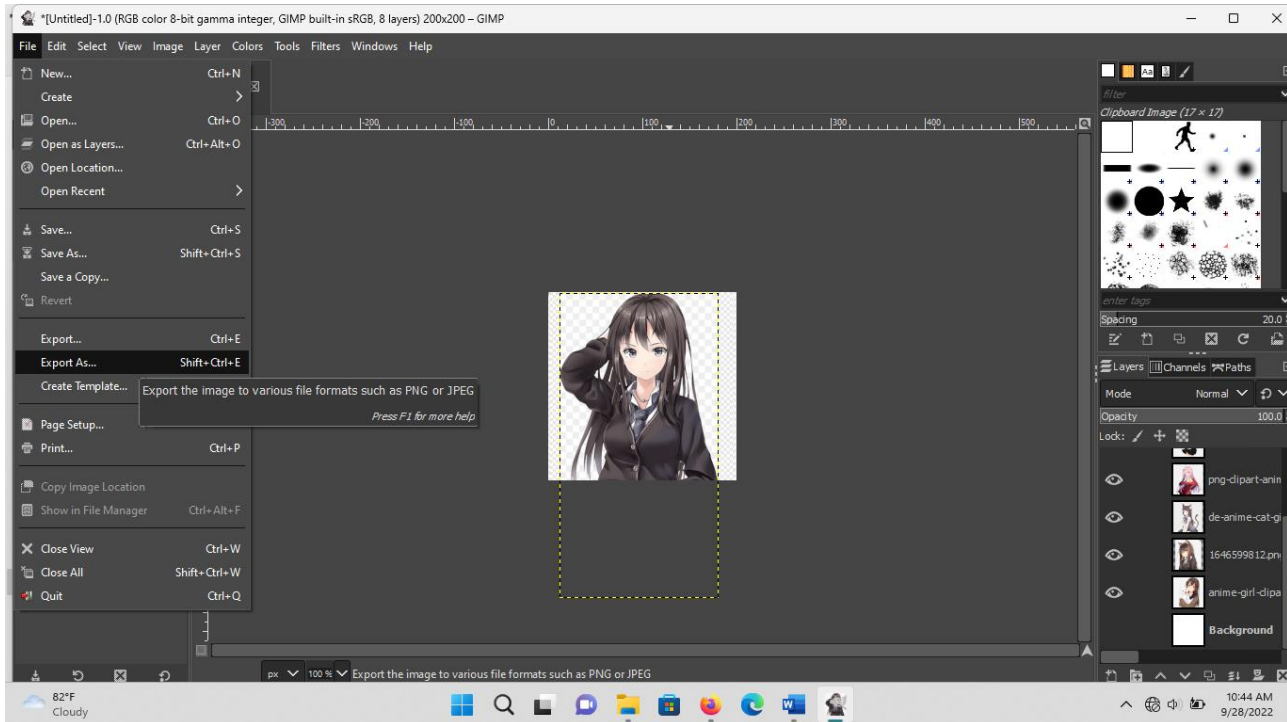 *[Untitled]-1.0 (RGB color 8-bit gamma integer, GIMP built-in sRGB, 8 layers) 200x200 – GIMP
File Edit Select View Image Layer Colors Tools Filters Windows Help
New... Ctrl+N
Create
Open... Ctrl+O
Open as Layers... Ctrl+Alt+O
Open Location...
Open Recent
Save... Ctrl+S
Save As... Shift+Ctrl+S
Save a Copy...
Revert
Export... Ctrl+E
Export As... Shift+Ctrl+E
Create Template...
Export the image to various file formats such as PNG or JPEG
Press F1 for more help
Page Setup...
Print... Ctrl+P
Copy Image Location
Show in File Manager Ctrl+Alt+F
Close View Ctrl+W
Close All Shift+Ctrl+W
Quit Ctrl+Q
-300 -200 -100 0 100 200 300 400 500
px 100 % Export the image to various file formats such as PNG or JPEG
Aa
filter
Clipboard Image (17 × 17)
enter tags
Spacing 20.0
Layers Channels Paths
Mode Normal
Opacity 100.0
Lock:
png-clipart-anim
de-anime-cat-gi
1646599812.pn
anime-girl-clipa
Background
82°F
Cloudy
10:44 AM
9/28/2022